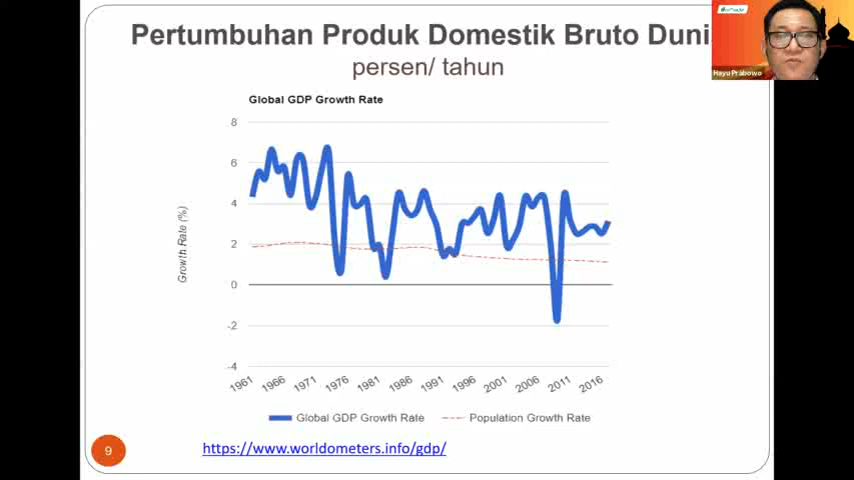 Pertumbuhan Produk Domestik Bruto Duni
persen/ tahun
Hayu Prabowo
Global GDP Growth Rate
8
6
4
2
0
-2
-4
Growth Rate (%)
1961 1966 1971 1976 1981 1986 1991 1996 2001 2006 2011 2016
Global GDP Growth Rate Population Growth Rate
9
https://www.worldometers.info/gdp/